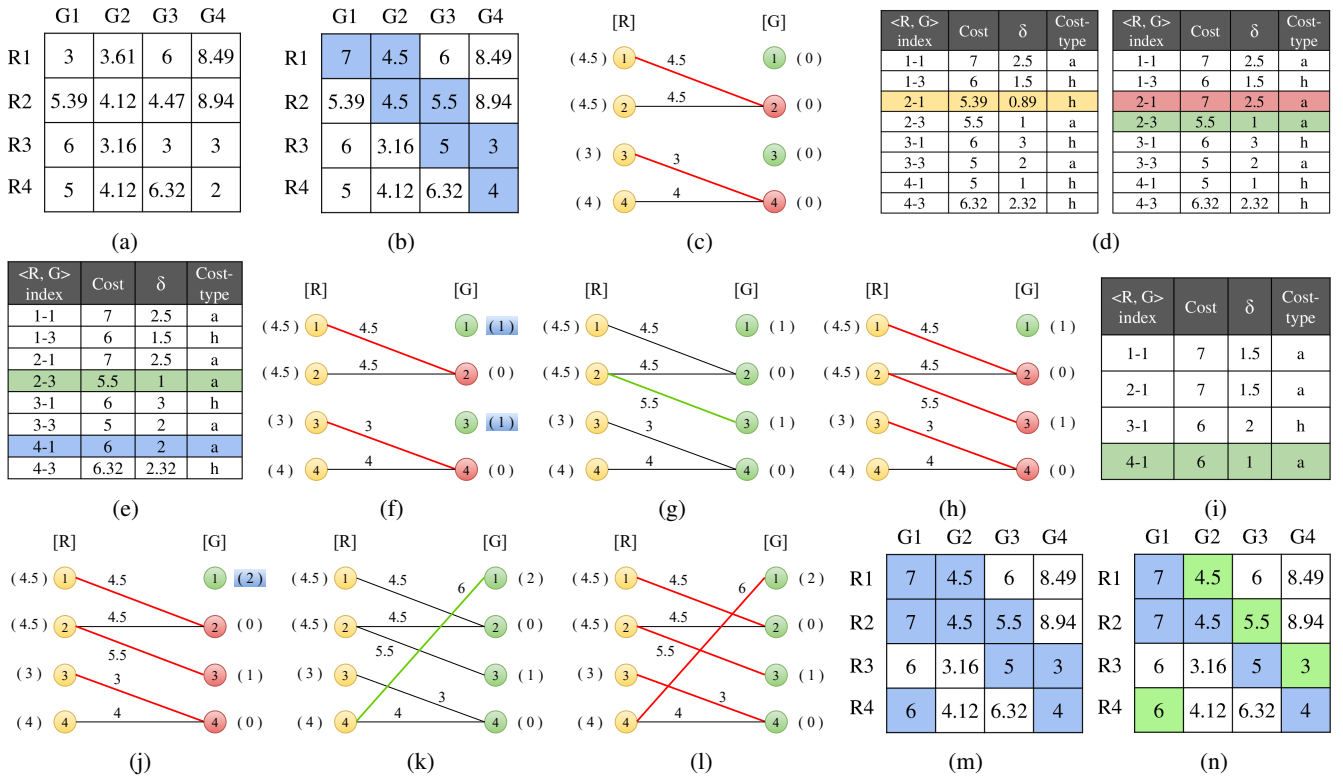 G1 G2 G3 G4
R1 3 3.61 6 8.49
R2 5.39 4.12 4.47 8.94
R3 6 3.16 3 3
R4 5 4.12 6.32 2
(a)
G1 G2 G3 G4
R1 7 4.5 6 8.49
R2 5.39 4.5 5.5 8.94
R3 6 3.16 5 3
R4 5 4.12 6.32 4
(b)
[R] [G]
(4.5) 1 4.5 1 (0)
(4.5) 2 4.5 2 (0)
(3) 3 3 3 (0)
(4) 4 4 4 (0)
(c)
<R, G> index Cost δ Cost-type
1-1 7 2.5 a
1-3 6 1.5 h
2-1 5.39 0.89 h
2-3 5.5 1 a
3-1 6 3 h
3-3 5 2 a
4-1 5 1 h
4-3 6.32 2.32 h
<R, G> index Cost δ Cost-type
1-1 7 2.5 a
1-3 6 1.5 h
2-1 7 2.5 a
2-3 5.5 1 a
3-1 6 3 h
3-3 5 2 a
4-1 5 1 h
4-3 6.32 2.32 h
(d)
<R, G> index Cost δ Cost-type
1-1 7 2.5 a
1-3 6 1.5 h
2-1 7 2.5 a
2-3 5.5 1 a
3-1 6 3 h
3-3 5 2 a
4-1 6 2 a
4-3 6.32 2.32 h
(e)
[R] [G]
(4.5) 1 4.5 1 (1)
(4.5) 2 4.5 2 (0)
(3) 3 3 3 (1)
(4) 4 4 4 (0)
(f)
[R] [G]
(4.5) 1 4.5 1 (1)
(4.5) 2 4.5 2 (0)
5.5
(3) 3 3 3 (1)
(4) 4 4 4 (0)
(g)
[R] [G]
(4.5) 1 4.5 1 (1)
(4.5) 2 4.5 2 (0)
5.5
(3) 3 3 3 (1)
(4) 4 4 4 (0)
(h)
<R, G> index Cost δ Cost-type
1-1 7 1.5 a
2-1 7 1.5 a
3-1 6 2 h
4-1 6 1 a
(i)
[R] [G]
(4.5) 1 4.5 1 (2)
(4.5) 2 4.5 2 (0)
5.5
(3) 3 3 3 (1)
(4) 4 4 4 (0)
(j)
[R] [G]
(4.5) 1 4.5 6 1 (2)
(4.5) 2 4.5 2 (0)
5.5
(3) 3 3 (1)
3
(4) 4 4 4 (0)
(k)
[R] [G]
(4.5) 1 4.5 6 1 (2)
(4.5) 2 4.5 2 (0)
5.5
(3) 3 3 (1)
3
(4) 4 4 4 (0)
(l)
G1 G2 G3 G4
R1 7 4.5 6 8.49
R2 7 4.5 5.5 8.94
R3 6 3.16 5 3
R4 6 4.12 6.32 4
(m)
G1 G2 G3 G4
R1 7 4.5 6 8.49
R2 7 4.5 5.5 8.94
R3 6 3.16 5 3
R4 6 4.12 6.32 4
(n)